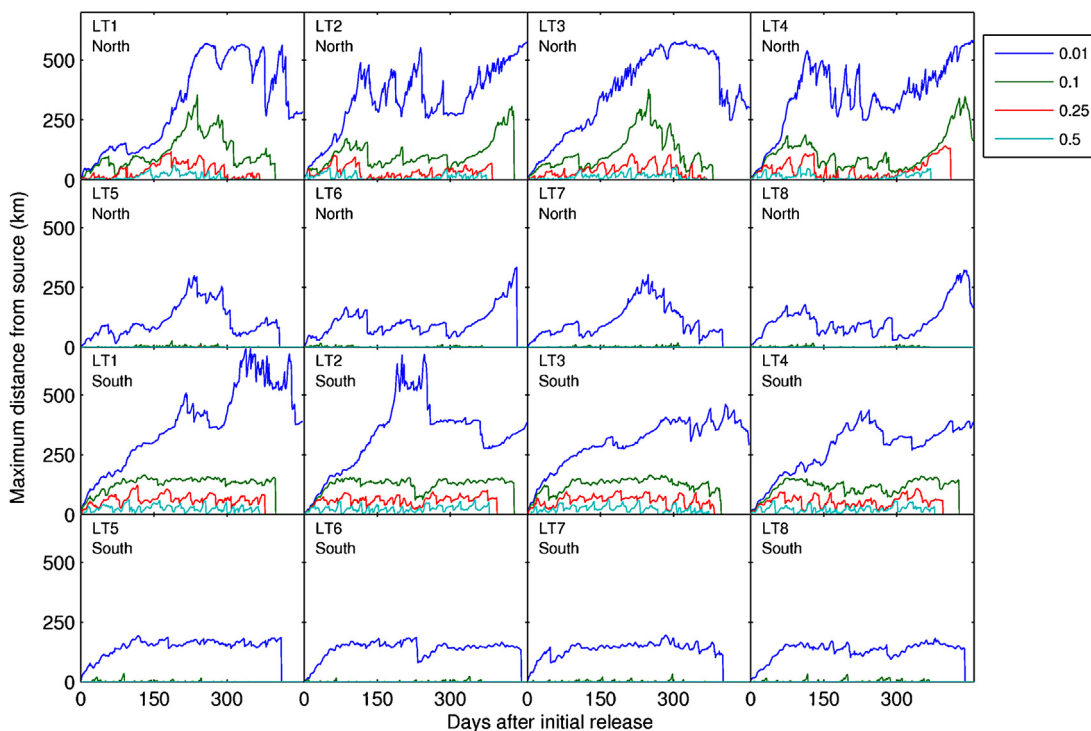 LT1
North
LT2
North
LT3
North
LT4
North
500
250
0
0.01
0.1
0.25
0.5
LT5
North
LT6
North
LT7
North
LT8
North
500
250
0
LT1
South
LT2
South
LT3
South
LT4
South
500
250
0
LT5
South
LT6
South
LT7
South
LT8
South
500
250
0
0 150 300 0 150 300 0 150 300 0 150 300
Maximum distance from source (km)
Days after initial release